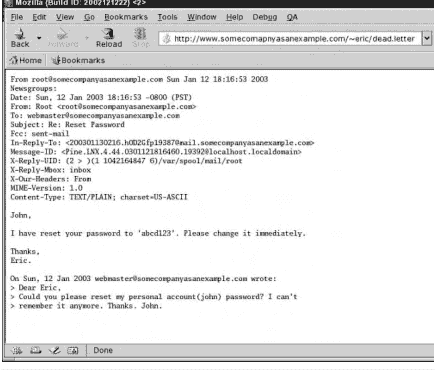 Mozilla {Build ID: 2002121222} <2>
File Edit View Go Bookmarks Tools Window Help Debug QA
Back Forward Reload Stop http://www.somecomapnyasanexample.com/~eric/dead.letter
Home Bookmarks
From root@somecompanyasanexample.com Sun Jan 12 18:16:53 2003
Newsgroups:
Date: Sun, 12 Jan 2003 18:16:53 -0800 (PST)
From: Root <root@somecompanyasanexample.com>
To: webmaster@somecompanyasanexample.com
Subject: Re: Reset Password
Fcc: sent-mail
In-Reply-To: <200301130216.h0D2Gfp19387@mail.somecompanyasanexample.com>
Message-ID: <Pine.LNX.4.44.0301121816460.19392@localhost.localdomain>
X-Reply-UID: (2 > )(1 1042164847 6)/var/spool/mail/root
X-Reply-Mbox: inbox
X-Our-Headers: From
MIME-Version: 1.0
Content-Type: TEXT/PLAIN; charset=US-ASCII
John,
I have reset your password to 'abcd123'. Please change it immediately.
Thanks,
Eric.
On Sun, 12 Jan 2003 webmaster@somecompanyasanexample.com wrote:
> Dear Eric,
> Could you please reset my personal account(john) password? I can't
> remember it anymore. Thanks. John.
Done